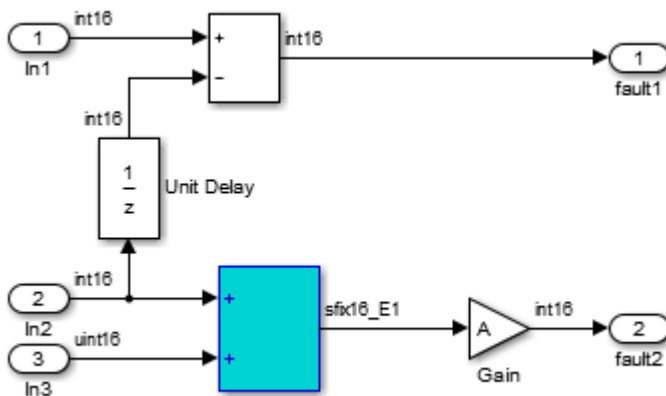 int16
1
In1
+
−
int16
1
fault1
int16
1
z
Unit Delay
int16
2
In2
uint16
3
In3
+
+
sfix16_E1
A
Gain
int16
2
fault2